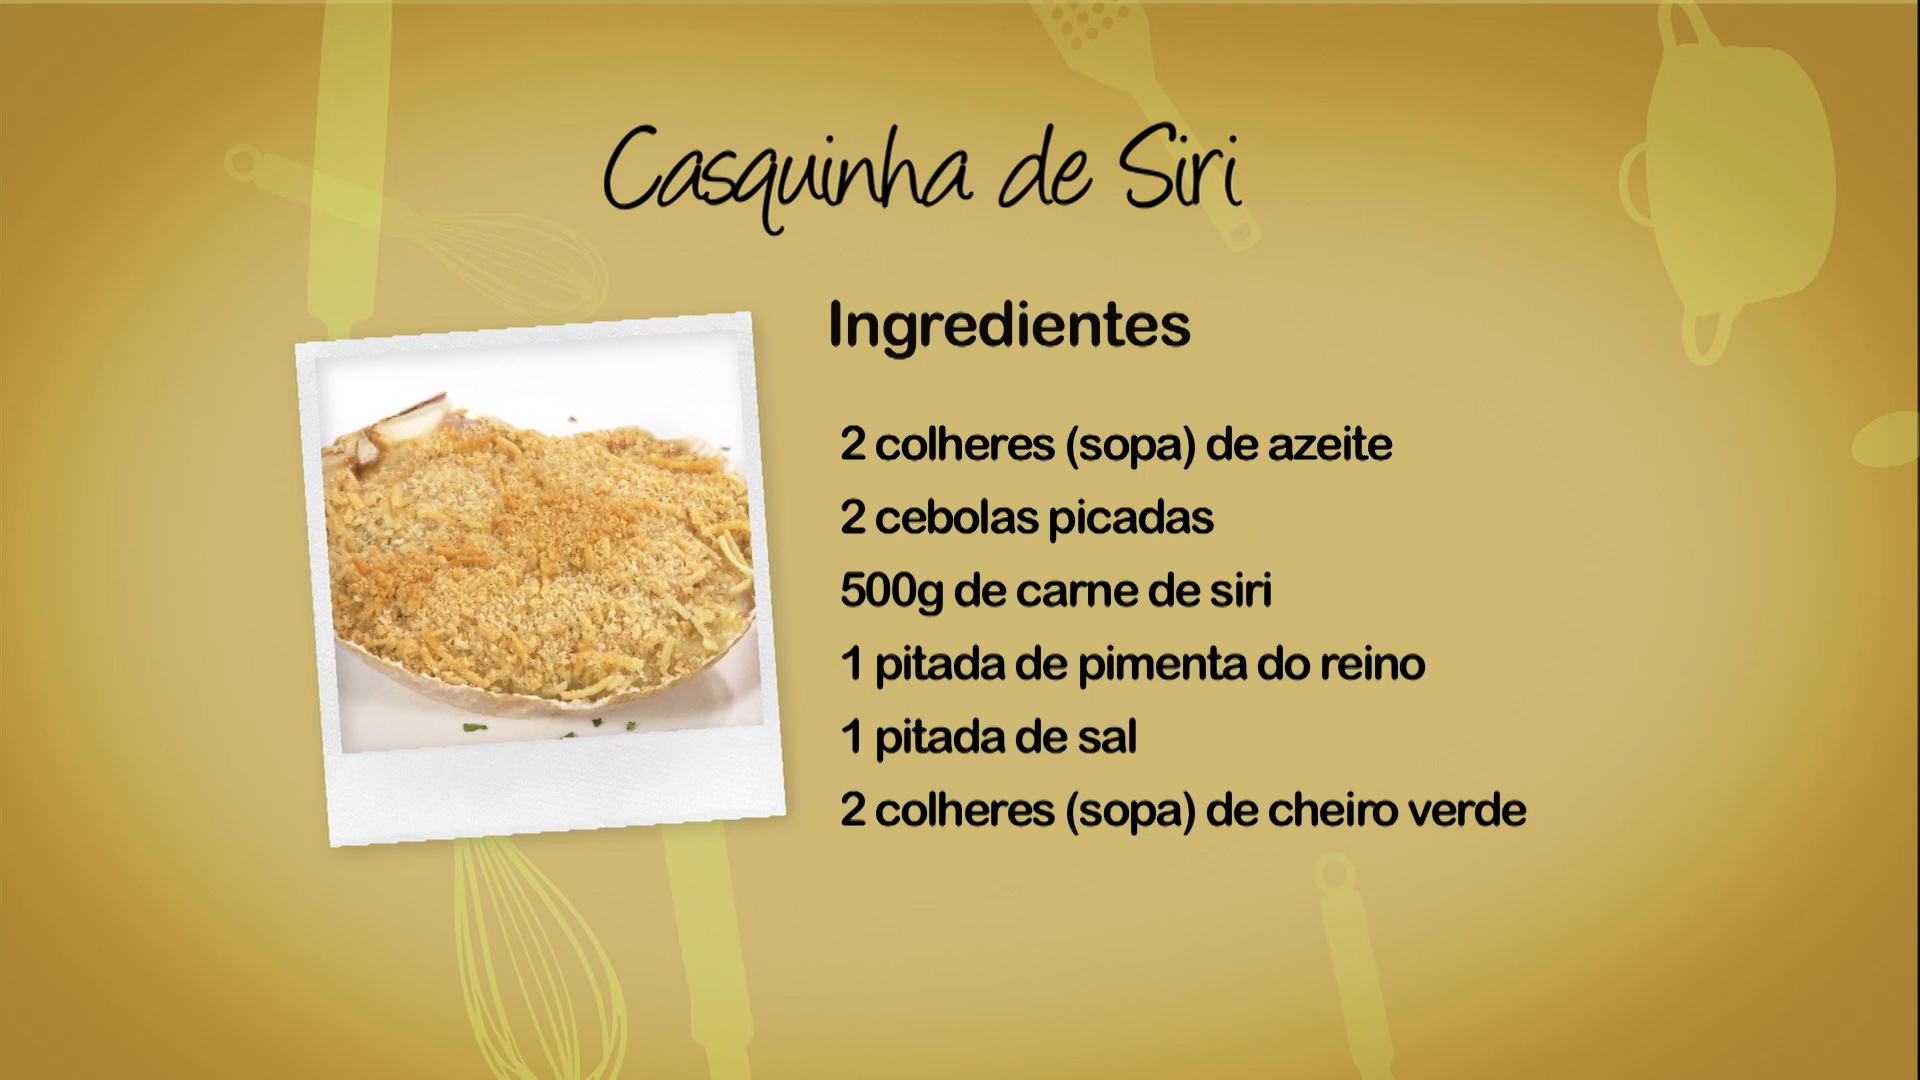 Casquinha de Siri
Ingredientes
2 colheres (sopa) de azeite
2 cebolas picadas
500g de carne de siri
1 pitada de pimenta do reino
1 pitada de sal
2 colheres (sopa) de cheiro verde